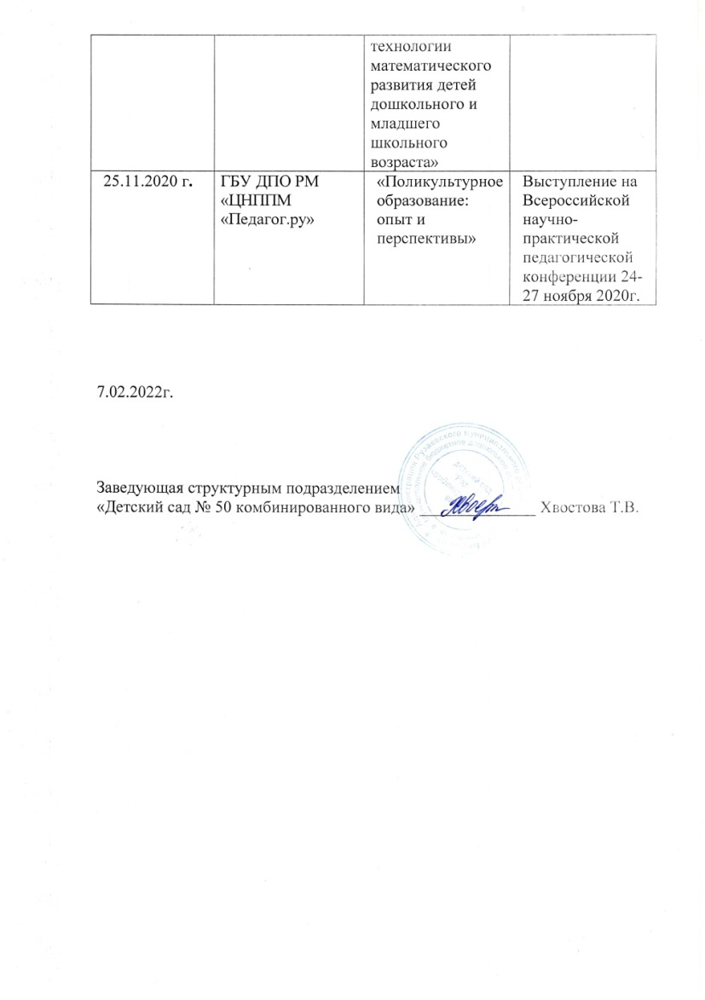 технологии
математического
развития детей
дошкольного и
младшего
школьного
возраста»
25.11.2020 г.
ГБУ ДПО РМ
«ЦНППМ
«Педагог.ру»
«Поликультурное
образование:
опыт и
перспективы»
Выступление на
Всероссийской
научно-
практической
педагогической
конференции 24-
27 ноября 2020г.
7.02.2022г.
Заведующая структурным подразделением
«Детский сад № 50 комбинированного вида» ______________ Хвостова Т.В.